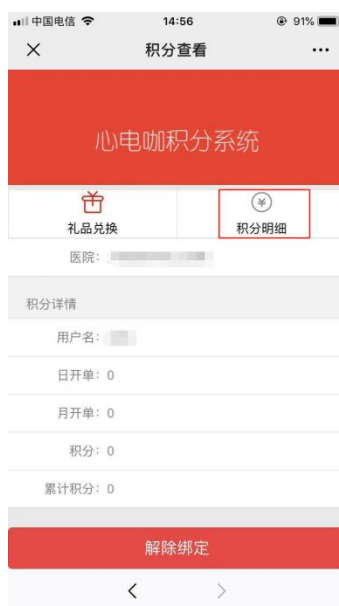 中国电信 14:56 91%
积分查看
心电咖积分系统
礼品兑换 积分明细
医院：
积分详情
用户名：
日开单：0
月开单：0
积分：0
累计积分：0
解除绑定